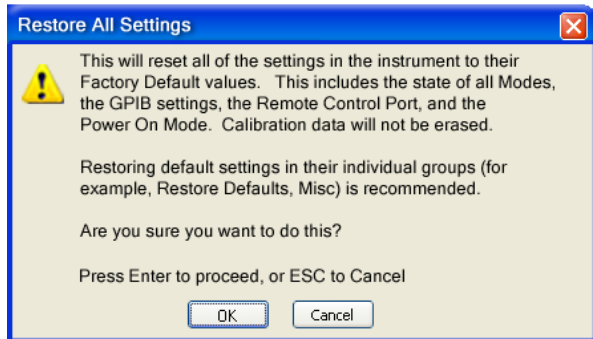 Restore All Settings
This will reset all of the settings in the instrument to their
Factory Default values. This includes the state of all Modes,
the GPIB settings, the Remote Control Port, and the
Power On Mode. Calibration data will not be erased.
Restoring default settings in their individual groups (for
example, Restore Defaults, Misc) is recommended.
Are you sure you want to do this?
Press Enter to proceed, or ESC to Cancel
OK
Cancel